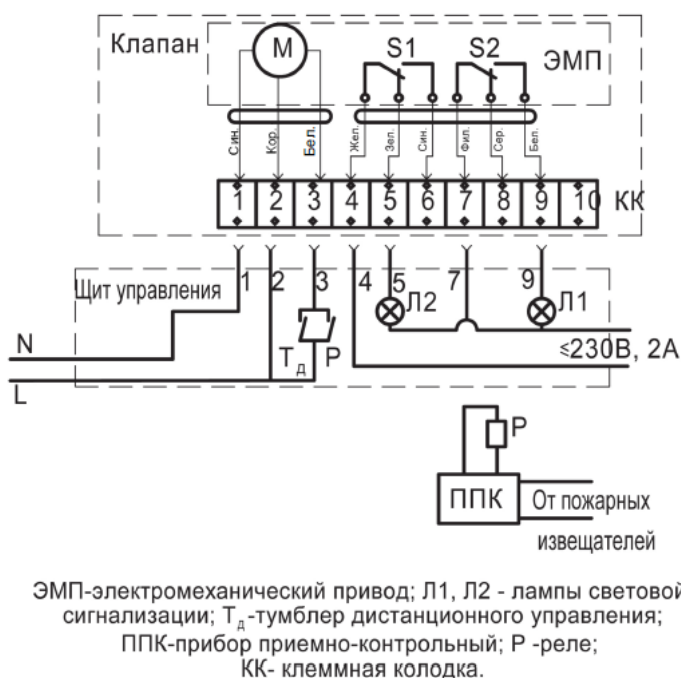 Клапан
M
S1
S2
ЭМП
Син.
Кор.
Бел.
Жел.
Зел.
Син.
Фил.
Сер.
Бел.
1 2 3 4 5 6 7 8 9 10 КК
Щит управления
1 2 3 4 5 7 9
Л2
Л1
N
Тд Р
≤230В, 2А
L
Р
ППК
От пожарных
извещателей
ЭМП-электромеханический привод; Л1, Л2 - лампы световой
сигнализации; Тд-тумблер дистанционного управления;
ППК-прибор приемно-контрольный; Р -реле;
КК- клеммная колодка.